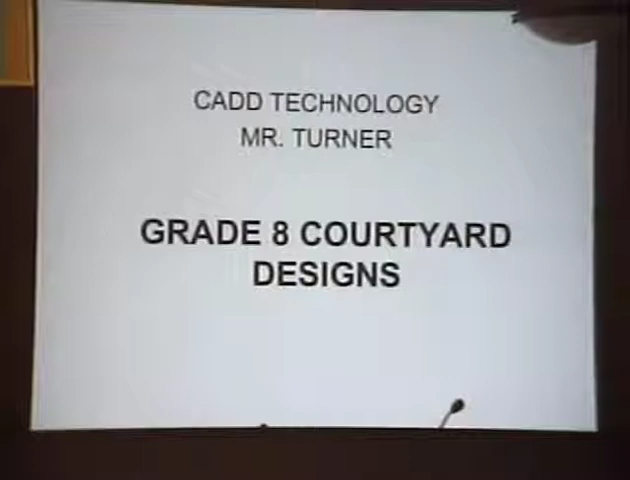 CADD TECHNOLOGY
MR. TURNER
GRADE 8 COURTYARD
DESIGNS